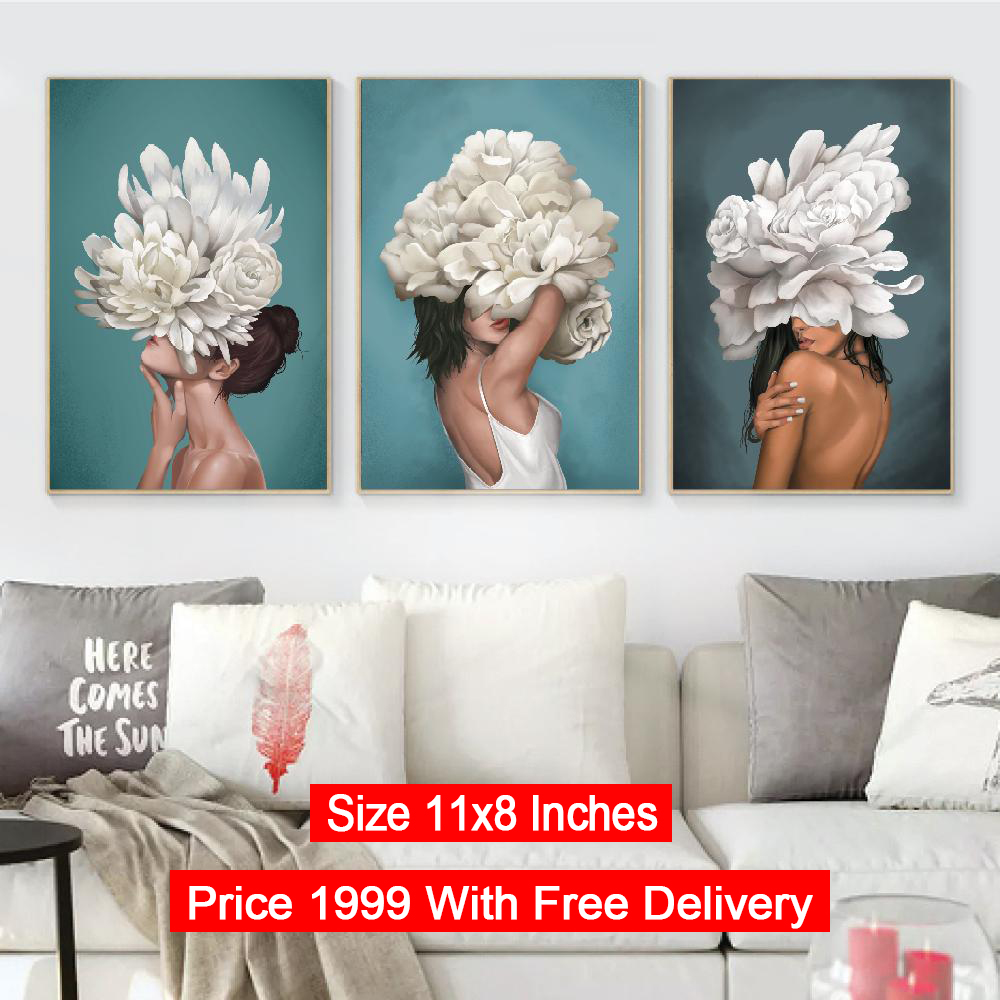 HERE
COMES
THE SUN
Size 11x8 Inches
Price 1999 With Free Delivery